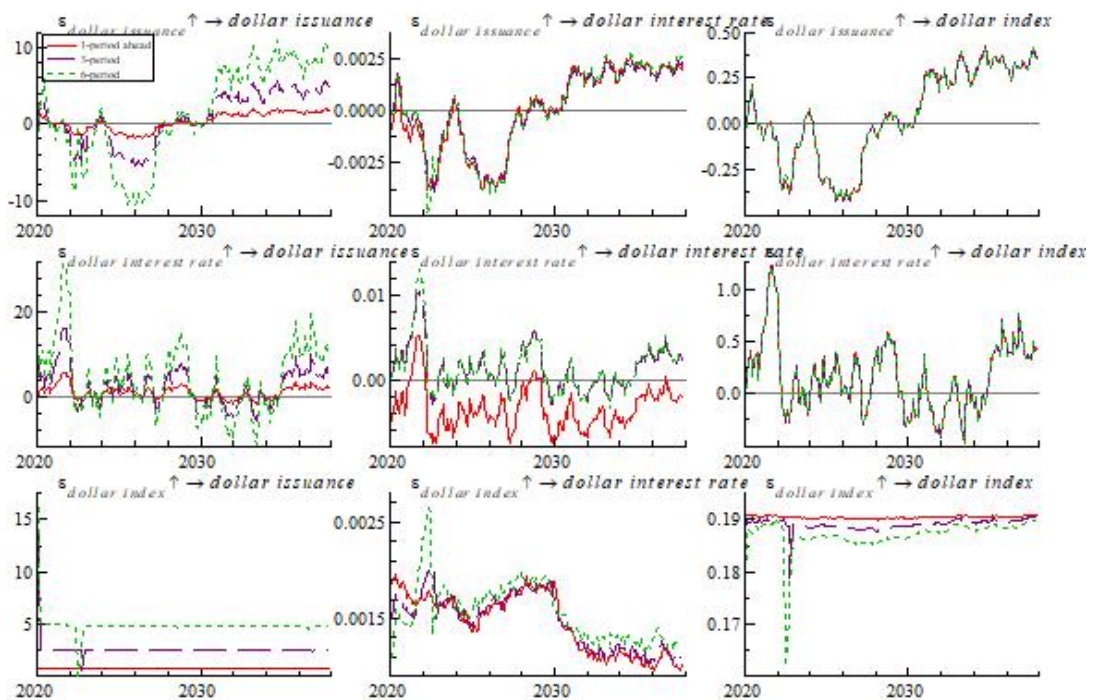 s dollar issuance ↑ → dollar issuance
s dollar issuance ↑ → dollar interest rate
s dollar issuance ↑ → dollar index
1-period ahead
3-period
6-period
10
0
-10
2020 2030
0.0025
0.0000
-0.0025
2020 2030
0.50
0.25
0.00
-0.25
2020 2030
s dollar interest rate ↑ → dollar issuance
s dollar interest rate ↑ → dollar interest rate
s dollar interest rate ↑ → dollar index
20
0
2020 2030
0.01
0.00
2020 2030
1.0
0.5
0.0
2020 2030
s dollar index ↑ → dollar issuance
s dollar index ↑ → dollar interest rate
s dollar index ↑ → dollar index
15
10
5
2020 2030
0.0025
0.0015
2020 2030
0.19
0.18
0.17
2020 2030